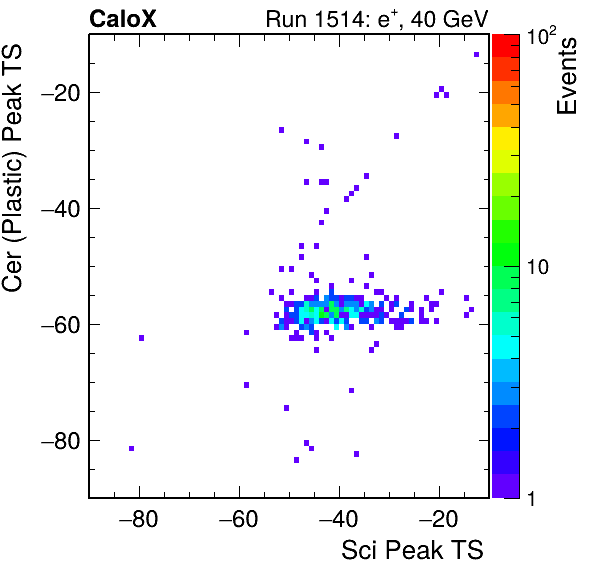 CaloX Run 1514: e⁺, 40 GeV
Cer (Plastic) Peak TS
−20
−40
−60
−80
−80 −60 −40 −20
Sci Peak TS
10²
10
1
Events